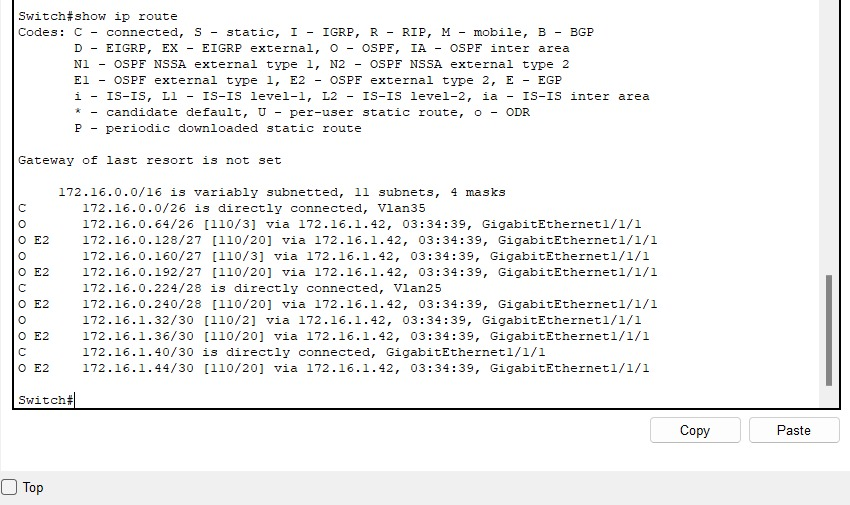 Switch#show ip route
Codes: C - connected, S - static, I - IGRP, R - RIP, M - mobile, B - BGP
       D - EIGRP, EX - EIGRP external, O - OSPF, IA - OSPF inter area
       N1 - OSPF NSSA external type 1, N2 - OSPF NSSA external type 2
       E1 - OSPF external type 1, E2 - OSPF external type 2, E - EGP
       i - IS-IS, L1 - IS-IS level-1, L2 - IS-IS level-2, ia - IS-IS inter area
       * - candidate default, U - per-user static route, o - ODR
       P - periodic downloaded static route
Gateway of last resort is not set
     172.16.0.0/16 is variably subnetted, 11 subnets, 4 masks
C       172.16.0.0/26 is directly connected, Vlan35
O       172.16.0.64/26 [110/3] via 172.16.1.42, 03:34:39, GigabitEthernet1/1/1
O E2    172.16.0.128/27 [110/20] via 172.16.1.42, 03:34:39, GigabitEthernet1/1/1
O       172.16.0.160/27 [110/3] via 172.16.1.42, 03:34:39, GigabitEthernet1/1/1
O E2    172.16.0.192/27 [110/20] via 172.16.1.42, 03:34:39, GigabitEthernet1/1/1
C       172.16.0.224/28 is directly connected, Vlan25
O E2    172.16.0.240/28 [110/20] via 172.16.1.42, 03:34:39, GigabitEthernet1/1/1
O       172.16.1.32/30 [110/2] via 172.16.1.42, 03:34:39, GigabitEthernet1/1/1
O E2    172.16.1.36/30 [110/20] via 172.16.1.42, 03:34:39, GigabitEthernet1/1/1
C       172.16.1.40/30 is directly connected, GigabitEthernet1/1/1
O E2    172.16.1.44/30 [110/20] via 172.16.1.42, 03:34:39, GigabitEthernet1/1/1
Switch#
Copy Paste
Top